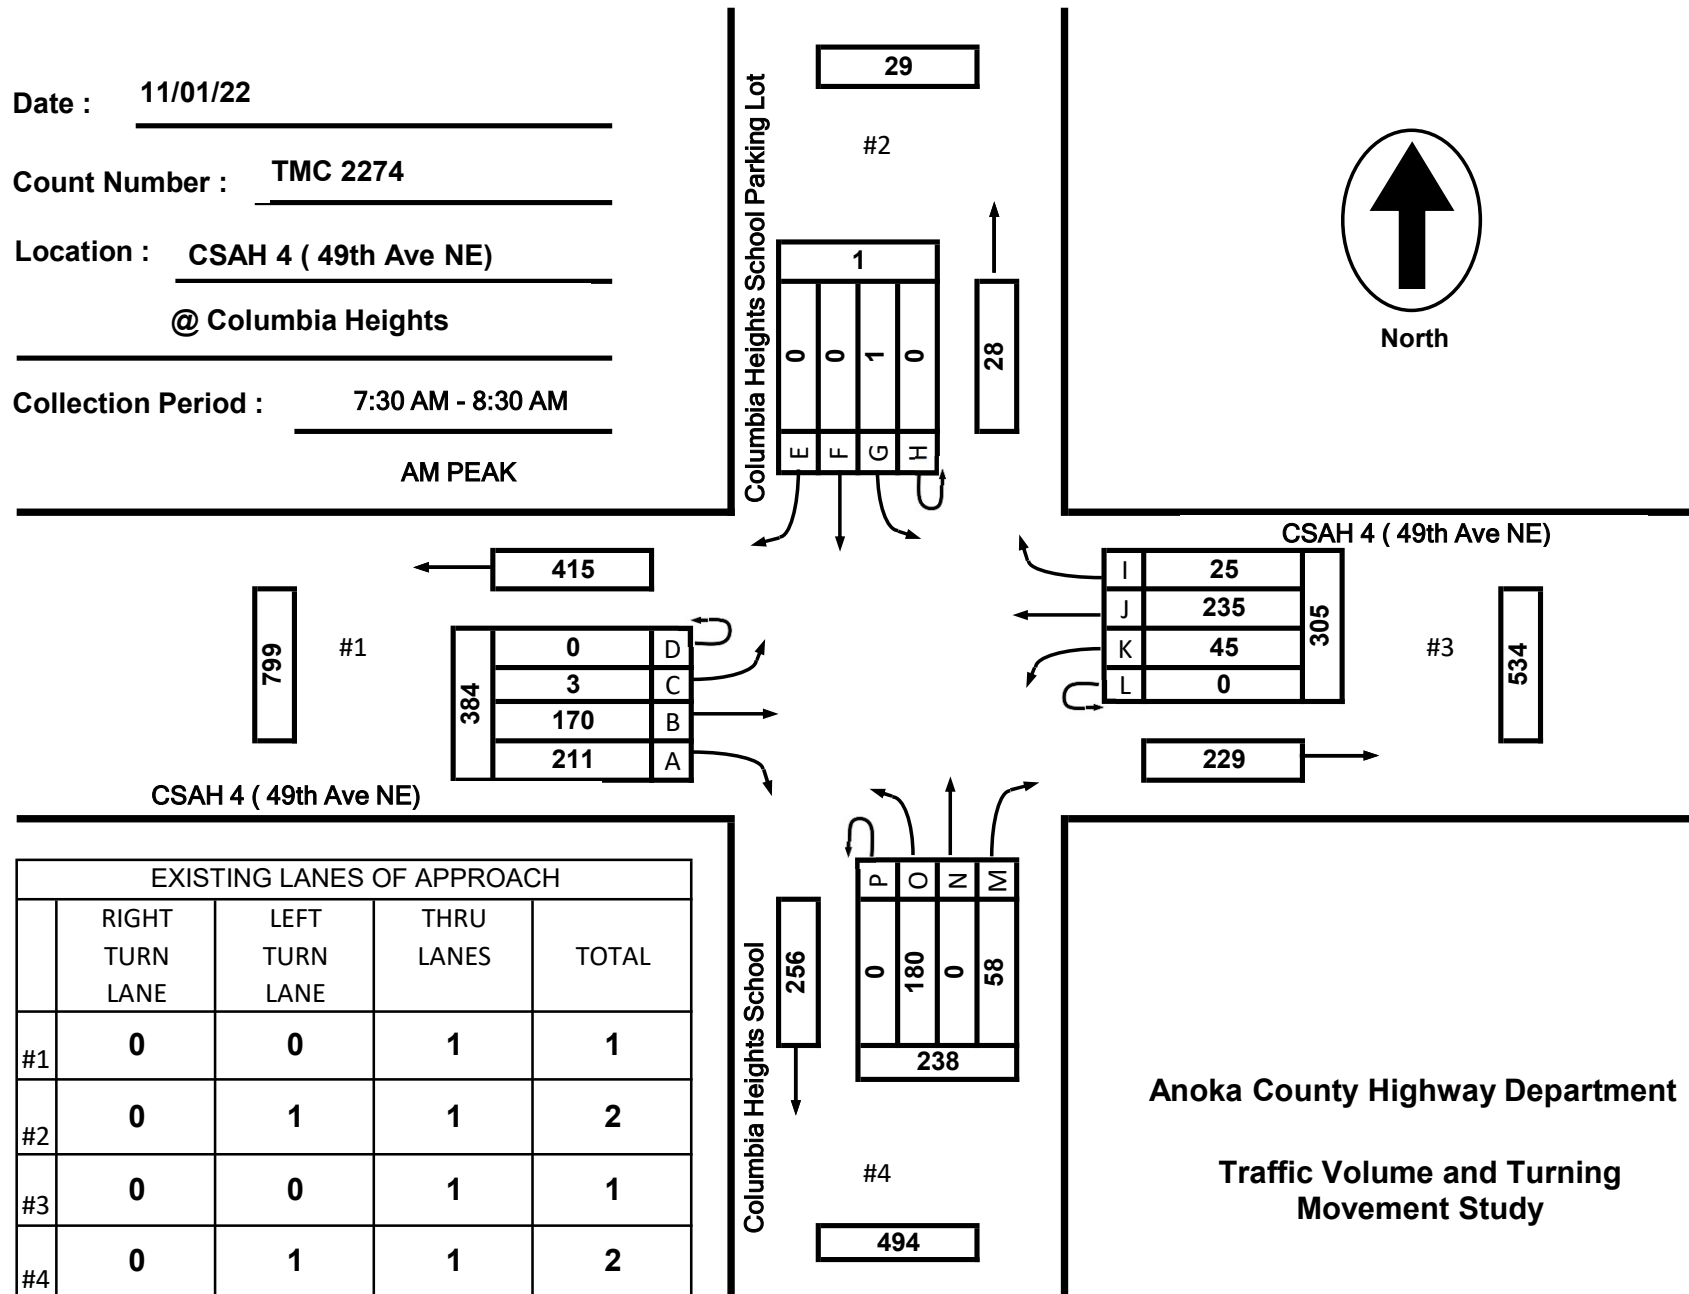 Date : 11/01/22
Count Number : TMC 2274
Location : CSAH 4 ( 49th Ave NE)
@ Columbia Heights
Collection Period : 7:30 AM - 8:30 AM
AM PEAK
Columbia Heights School Parking Lot
29
#2
1
0 0 1 0
E F G H
28
North
CSAH 4 ( 49th Ave NE)
415
799
#1
384
0 D
3 C
170 B
211 A
CSAH 4 ( 49th Ave NE)
I 25
J 235
K 45
L 0
305
#3
534
229
P O N M
0 180 0 58
238
256
Columbia Heights School
#4
494
EXISTING LANES OF APPROACH
RIGHT TURN LANE LEFT TURN LANE THRU LANES TOTAL
#1 0 0 1 1
#2 0 1 1 2
#3 0 0 1 1
#4 0 1 1 2
Anoka County Highway Department
Traffic Volume and Turning
Movement Study